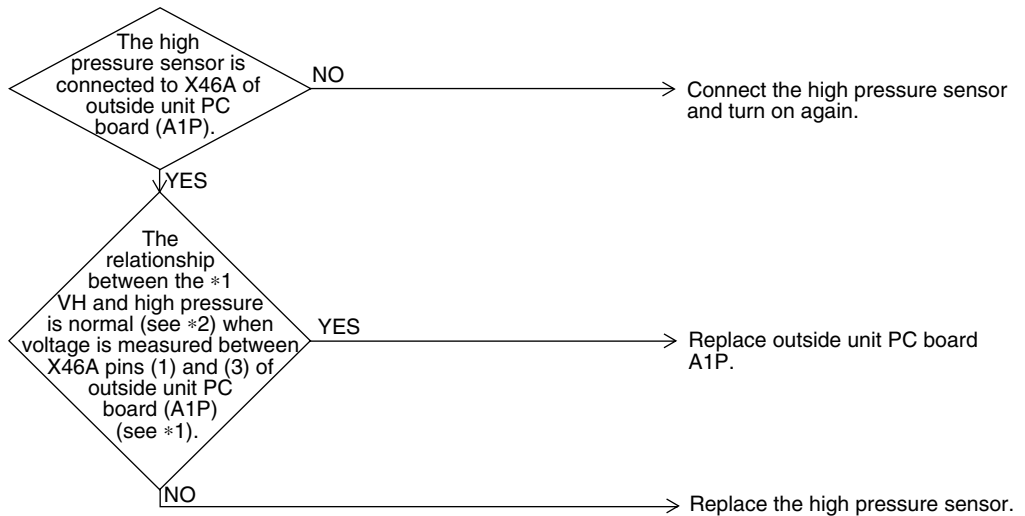 The high
pressure sensor is
connected to X46A of
outside unit PC
board (A1P).
NO
Connect the high pressure sensor
and turn on again.
YES
The
relationship
between the *1
VH and high pressure
is normal (see *2) when
voltage is measured between
X46A pins (1) and (3) of
outside unit PC
board (A1P)
(see *1).
YES
Replace outside unit PC board
A1P.
NO
Replace the high pressure sensor.